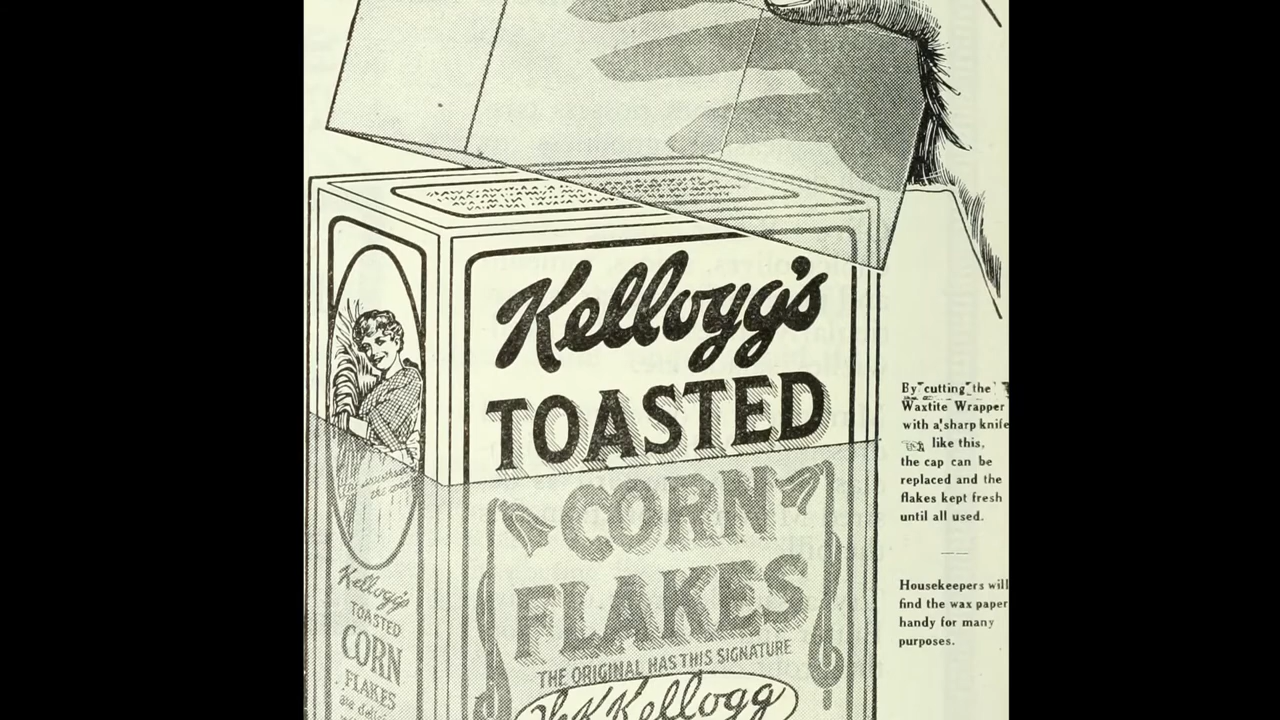 Kellogg's
TOASTED
CORN
FLAKES
THE ORIGINAL HAS THIS SIGNATURE
W.K.Kellogg
Kellogg's
TOASTED
CORN
FLAKES
By cutting the
Waxtite Wrapper
with a sharp knife
like this,
the cap can be
replaced and the
flakes kept fresh
until all used.
Housekeepers will
find the wax paper
handy for many
purposes.